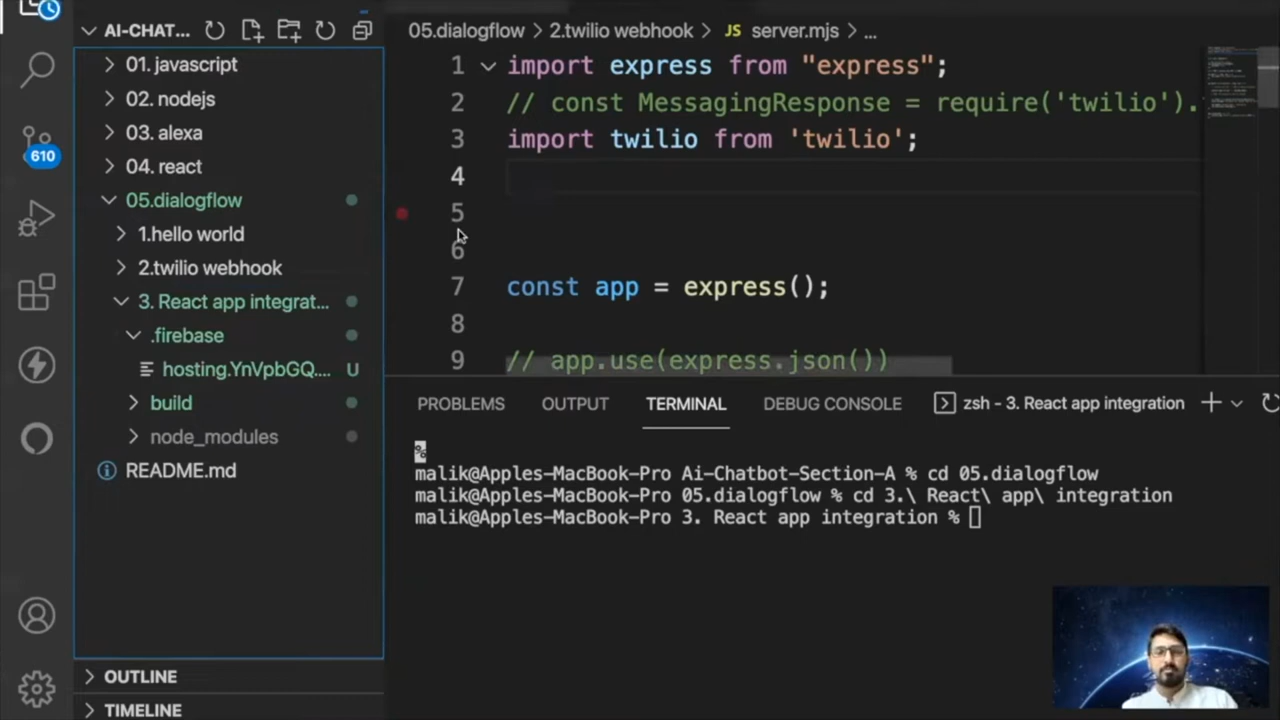 AI-CHAT...
01. javascript
02. nodejs
03. alexa
04. react
05.dialogflow
1.hello world
2.twilio webhook
3. React app integrat...
.firebase
hosting.YnVpbGQ.... U
build
node_modules
README.md
OUTLINE
TIMELINE
610
05.dialogflow > 2.twilio webhook > JS server.mjs > ...
1 import express from "express";
2 // const MessagingResponse = require('twilio').
3 import twilio from 'twilio';
4
5
6
7 const app = express();
8
9 // app.use(express.json())
PROBLEMS OUTPUT TERMINAL DEBUG CONSOLE zsh - 3. React app integration
%
malik@Apples-MacBook-Pro Ai-Chatbot-Section-A % cd 05.dialogflow
malik@Apples-MacBook-Pro 05.dialogflow % cd 3.\ React\ app\ integration
malik@Apples-MacBook-Pro 3. React app integration %